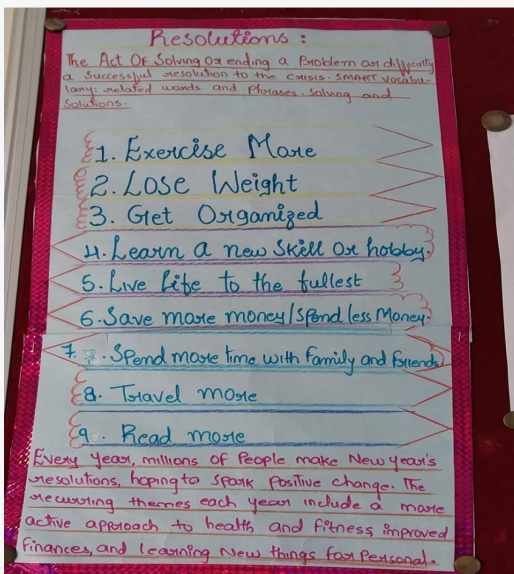 Resolutions :
The Act Of Solving or ending a Problem or difficulty
a successful resolution to the crisis. SMART vocabu-
lary: related words and Phrases. Solving and
Solutions.
1. Exercise More
2. Lose Weight
3. Get Organized
4. Learn a new skill or hobby.
5. Live life to the fullest
6. Save more money/Spend less Money.
7. Spend more time with family and friends
8. Travel more
9. Read more
Every year, millions of People make New year's
resolutions, hoping to spark positive change. The
recurring themes each year include a more
active approach to health and fitness, improved
finances, and learning New things for Personal.